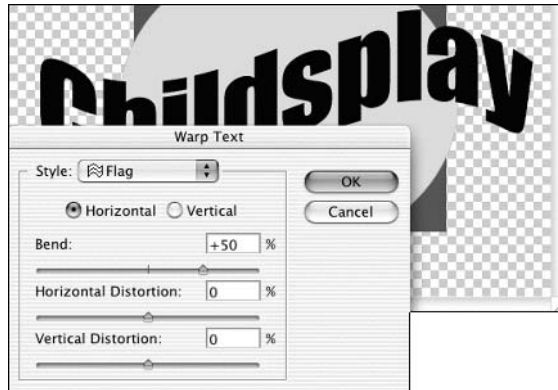 Childsplay
Warp Text
Style: Flag
OK
Horizontal Vertical
Cancel
Bend: +50 %
Horizontal Distortion: 0 %
Vertical Distortion: 0 %